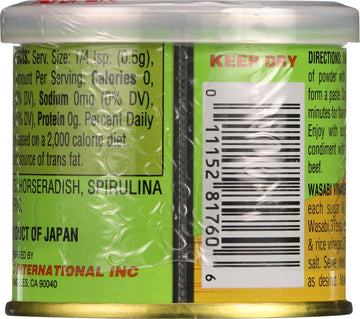 Serv. Size: 1/4 tsp. (0.5g),
Amount Per Serving: Calories 0,
DV), Sodium 0mg (0% DV),
DV), Protein 0g. Percent Daily
based on a 2,000 calorie diet.
source of trans fat.
HORSERADISH, SPIRULINA
OF JAPAN
INTERNATIONAL INC
CA 90040
KEEP DRY
0 11152 81760 6
DIRECTIONS:
of powder with
form a paste.
minutes for
Enjoy with
condiment with
beef.
WASABI
each sugar
Wasabi,
& rice vinegar,
salt.
as desired.